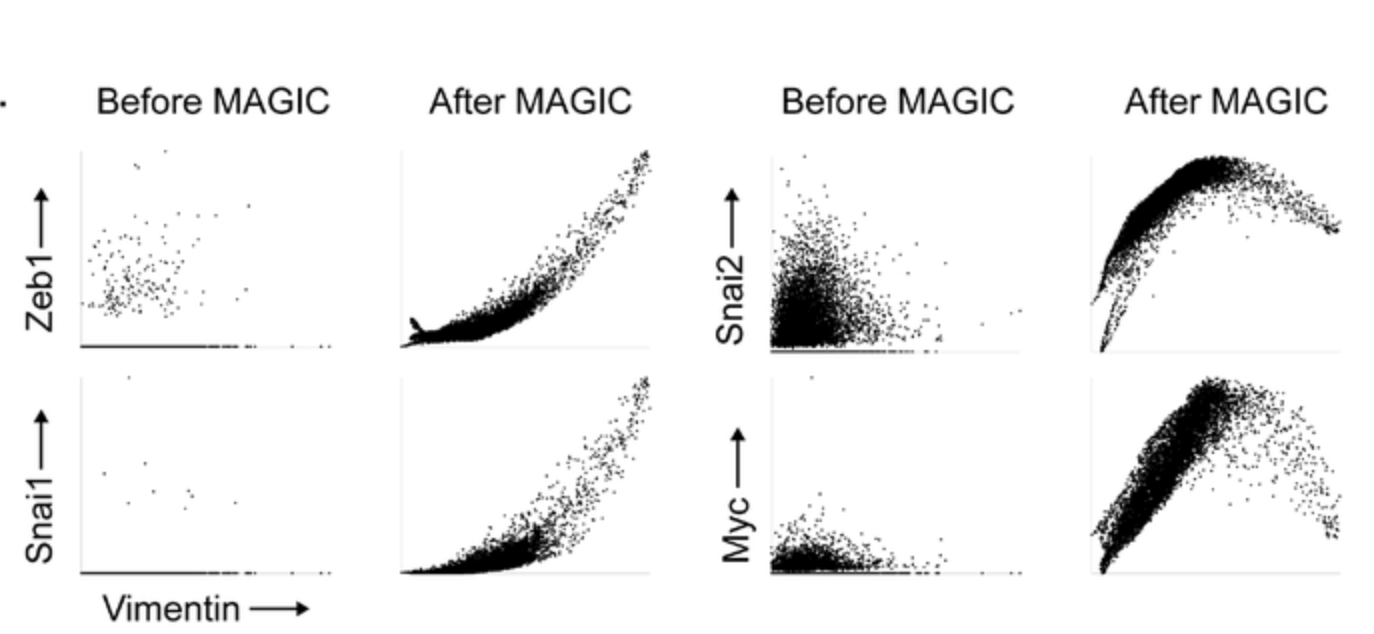 Before MAGIC After MAGIC Before MAGIC After MAGIC
Zeb1 Snai2
Snai1 Myc
Vimentin